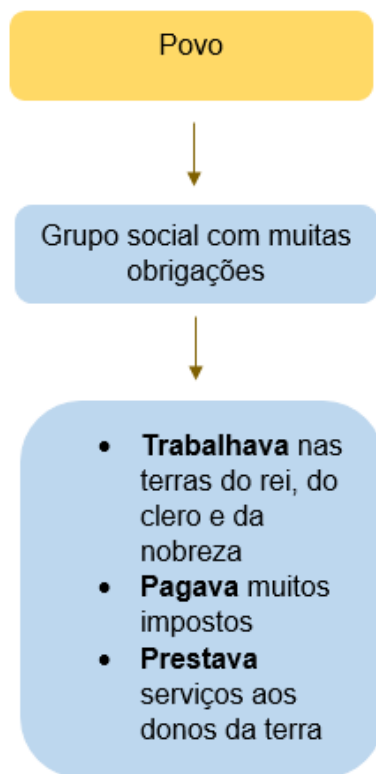 Povo
Grupo social com muitas
obrigações
• Trabalhava nas
terras do rei, do
clero e da
nobreza
• Pagava muitos
impostos
• Prestava
serviços aos
donos da terra